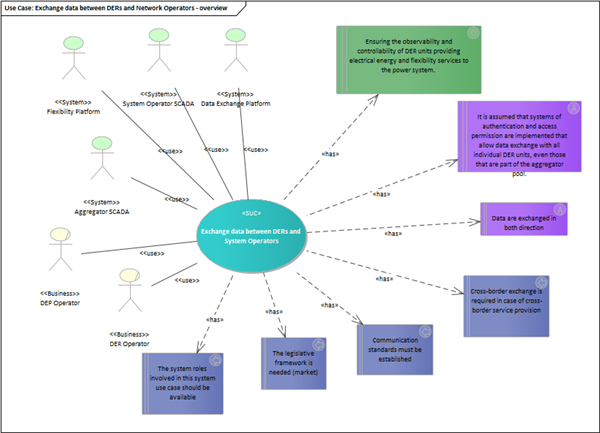 Use Case: Exchange data between DERs and Network Operators - overview
<<System>>
Flexibility Platform
<<System>>
System Operator SCADA
<<System>>
Data Exchange Platform
Ensuring the observability and
controllability of DER units providing
electrical energy and flexibility services to
the power system.
It is assumed that systems of
authentication and access
permission are implemented that
allow data exchange with all
individual DER units, even those
that are part of the aggregator
pool.
<<use>>
<<use>>
<<use>>
«has»
<<System>>
Aggregator SCADA
<<use>>
«has»
«SUC»
Exchange data between DERs and
System Operators
Data are exchanged in
both direction
«has»
<<Business>>
DEP Operator
<<use>>
<<use>>
«has»
Cross-border exchange is
required in case of cross-
border service provision
<<Business>>
DER Operator
«has»
«has»
«has»
The system roles
involved in this system
use case should be
available
The legislative
framework is
needed (market)
Communication
standards must be
established